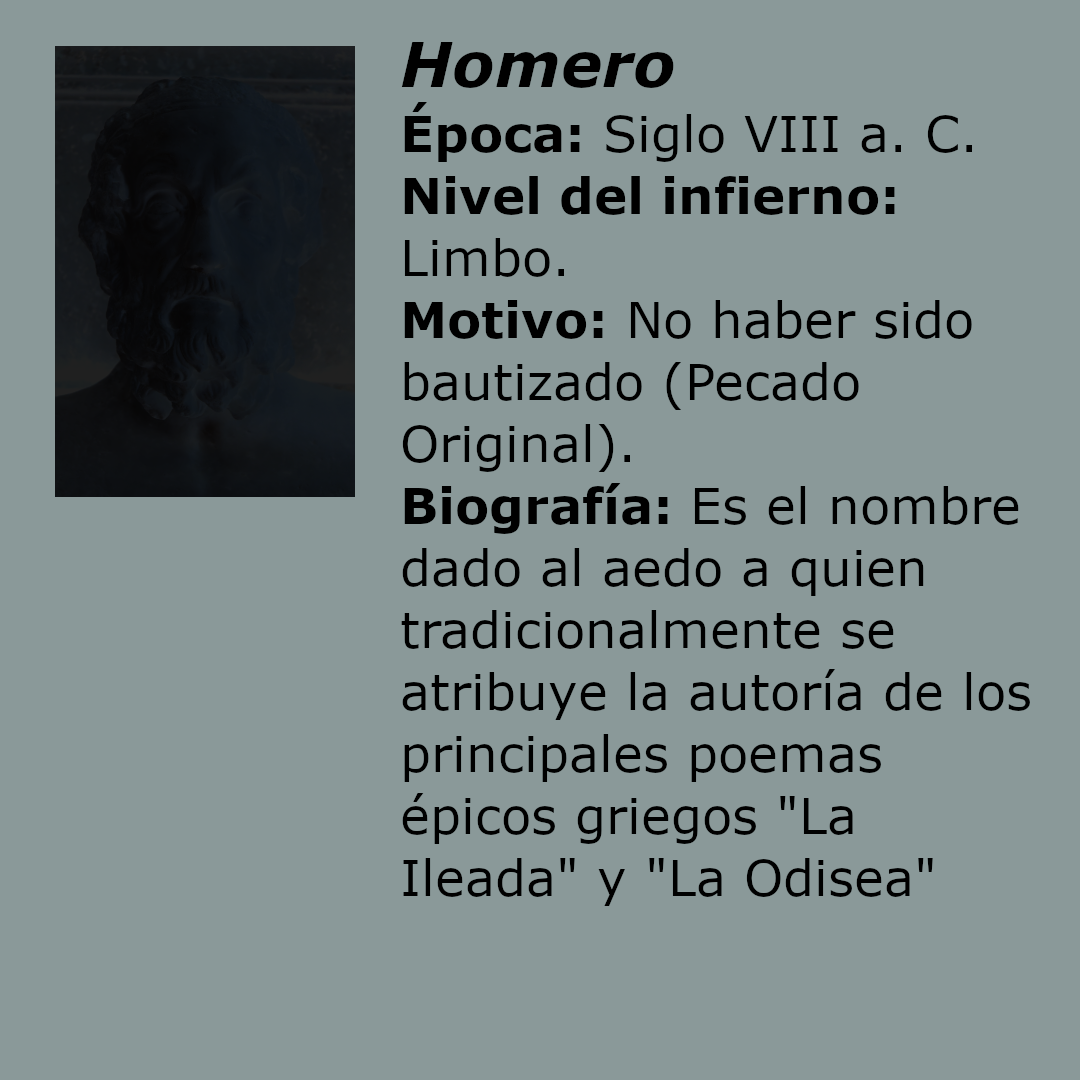 Homero
Época: Siglo VIII a. C.
Nivel del infierno:
Limbo.
Motivo: No haber sido
bautizado (Pecado
Original).
Biografía: Es el nombre
dado al aedo a quien
tradicionalmente se
atribuye la autoría de los
principales poemas
épicos griegos "La
Ileada" y "La Odisea"